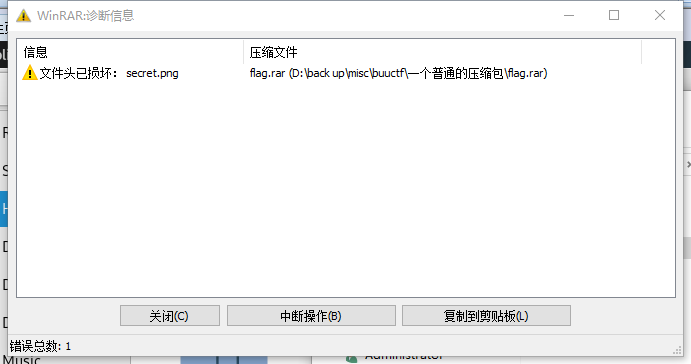 WinRAR:诊断信息
信息 压缩文件
文件头已损坏： secret.png flag.rar (D:\back up\misc\buuctf\一个普通的压缩包\flag.rar)
关闭(C) 中断操作(B) 复制到剪贴板(L)
错误总数: 1
Music
Administrator